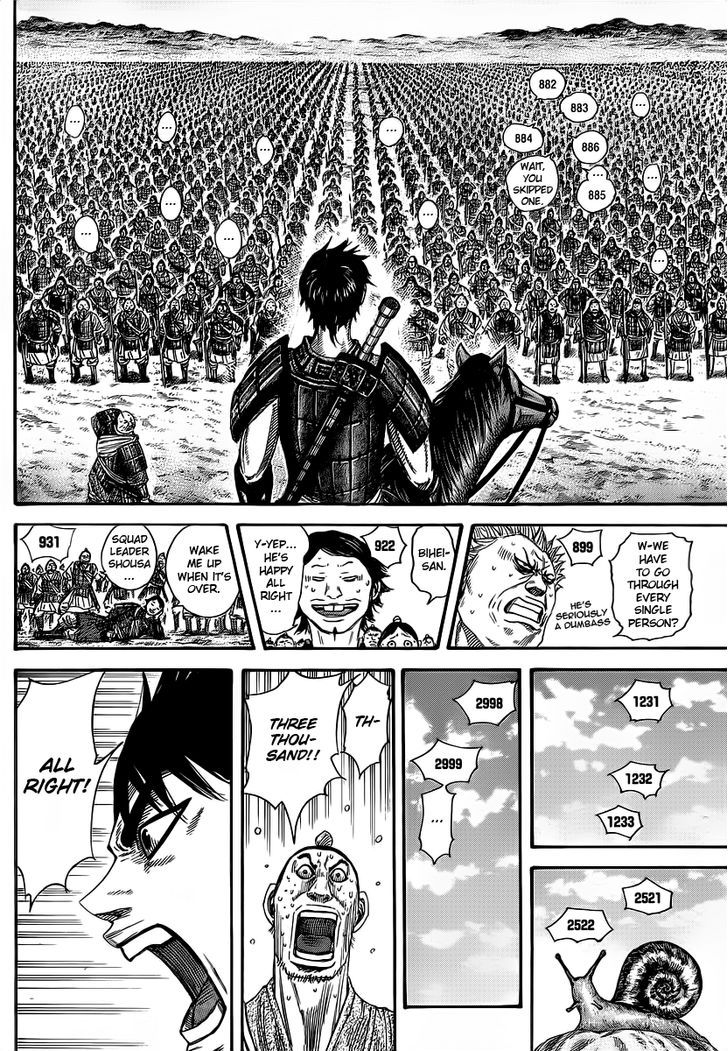 882
883
884
886
WAIT,
YOU
SKIPPED
ONE.
...
885
...
...
...
...
...
...
...
...
...
W-WE
HAVE
TO GO
THROUGH
EVERY
SINGLE
PERSON?
899
HE'S
SERIOUSLY
A DUMBASS
BIHEI-
SAN.
922
Y-YEP...
HE'S
HAPPY
ALL
RIGHT
...
WAKE
ME UP
WHEN IT'S
OVER.
SQUAD
LEADER
SHOUSA
...
931
1231
1232
1233
2521
2522
2998
2999
...
TH-
THREE
THOU-
SAND!!
ALL
RIGHT!